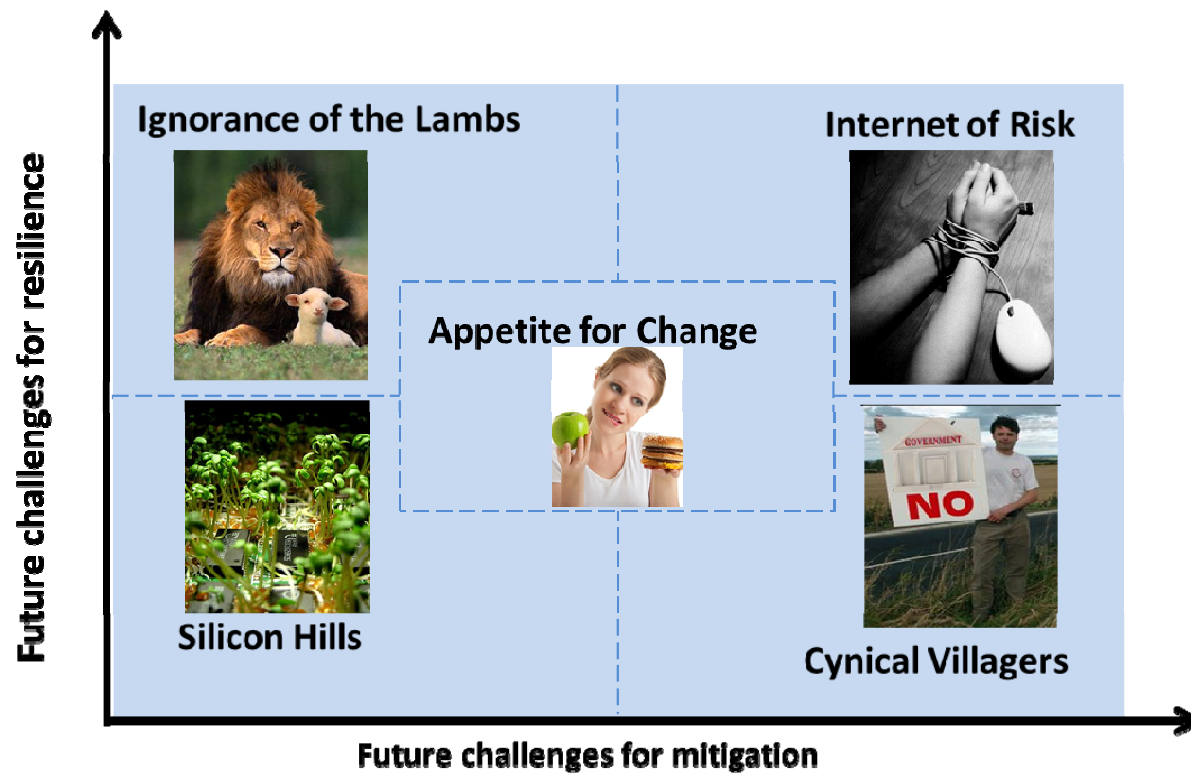 Ignorance of the Lambs
Internet of Risk
Future challenges for resilience
Appetite for Change
GOVERNMENT
NO
Silicon Hills
Cynical Villagers
Future challenges for mitigation